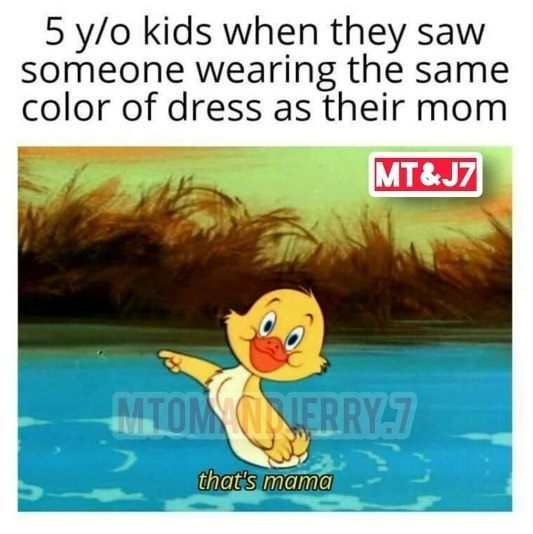 5 y/o kids when they saw
someone wearing the same
color of dress as their mom
MT&J7
MTOMANDJERRY.7
that's mama